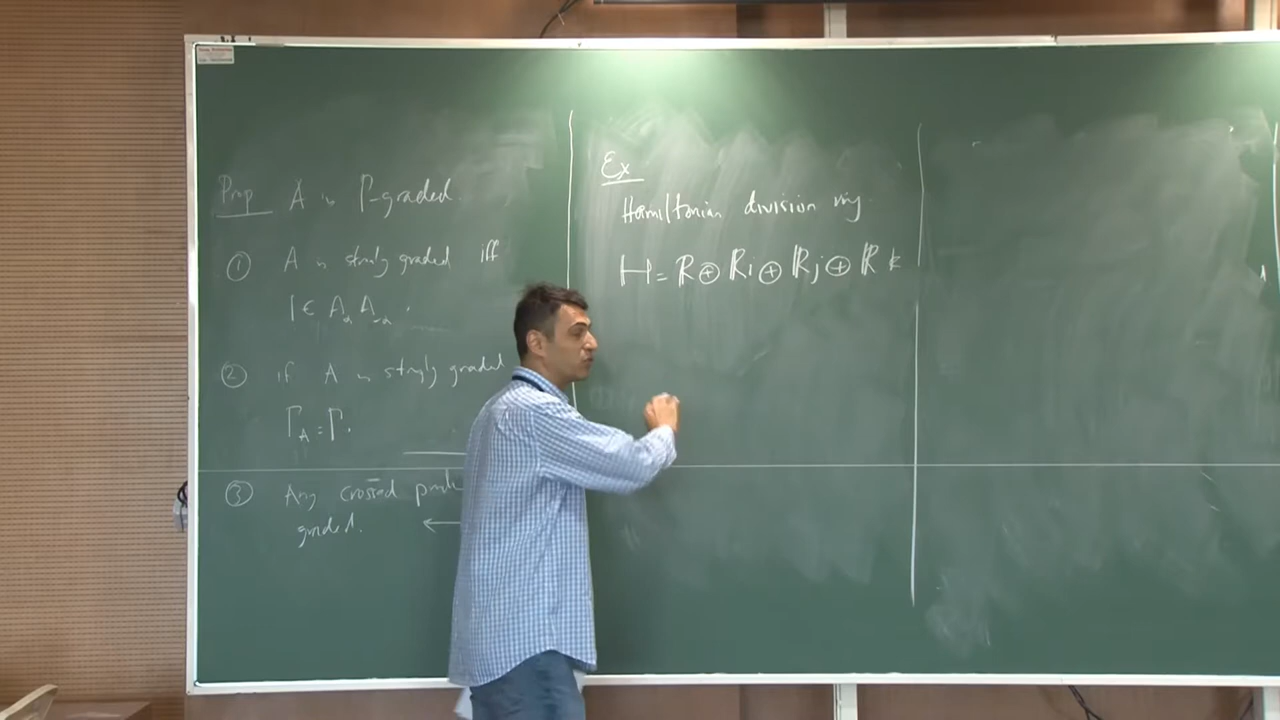 Prop A is Γ-graded.
① A is strongly graded iff
1 ∈ A_α A_-α .
② if A is strongly graded
Γ_A = Γ.
③ Any crossed
graded.
←
Ex
Hamiltonian division ring
H = ℝ ⊕ ℝi ⊕ ℝj ⊕ ℝk